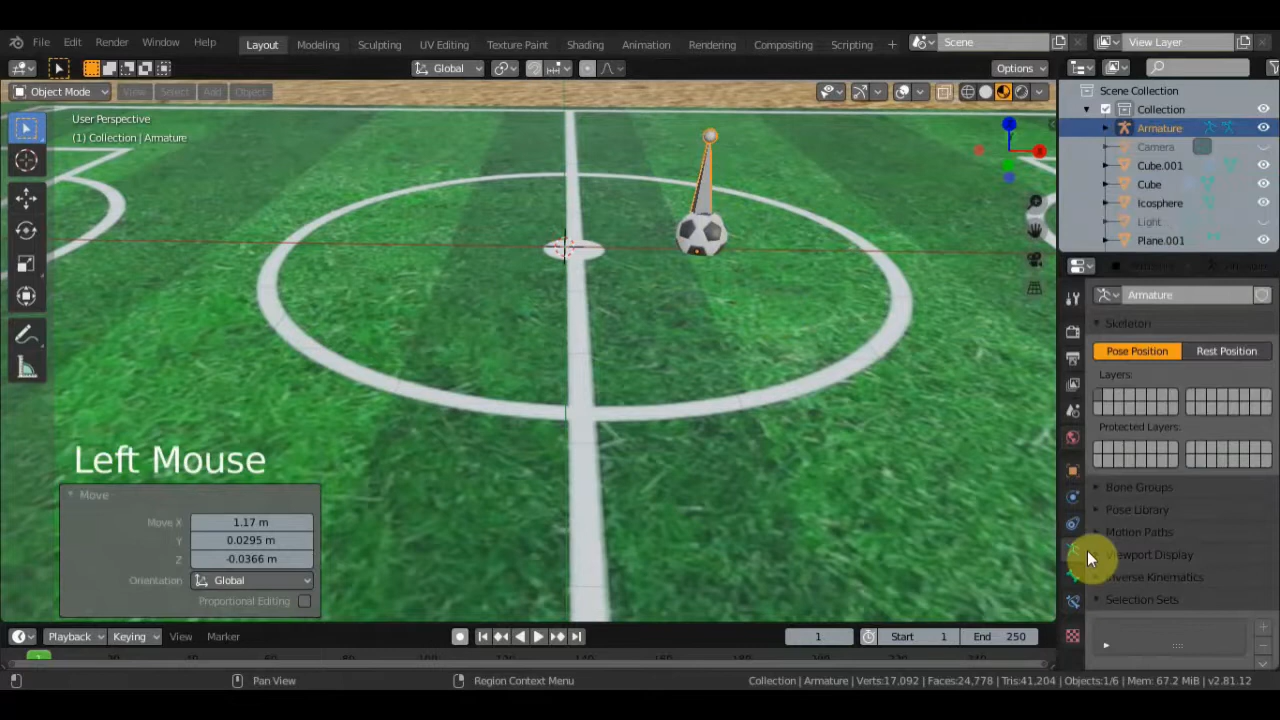 File Edit Render Window Help Layout Modeling Sculpting UV Editing Texture Paint Shading Animation Rendering Compositing Scripting + Scene View Layer
Global Options
Object Mode View Select Add Object
Scene Collection
Collection
Armature
Camera
Cube.001
Cube
Icosphere
Light
Plane.001
User Perspective
(1) Collection | Armature
Armature
Skeleton
Pose Position Rest Position
Layers:
Protected Layers:
Bone Groups
Pose Library
Motion Paths
Viewport Display
Inverse Kinematics
Selection Sets
Left Mouse
Move
Move X 1.17 m
Y 0.0295 m
Z -0.0366 m
Orientation Global
Proportional Editing
Playback Keying View Marker 1 Start 1 End 250
1
Pan View Region Context Menu Collection | Armature | Verts:17,092 | Faces:24,778 | Tris:41,204 | Objects:1/6 | Mem: 67.2 MiB | v2.81.12